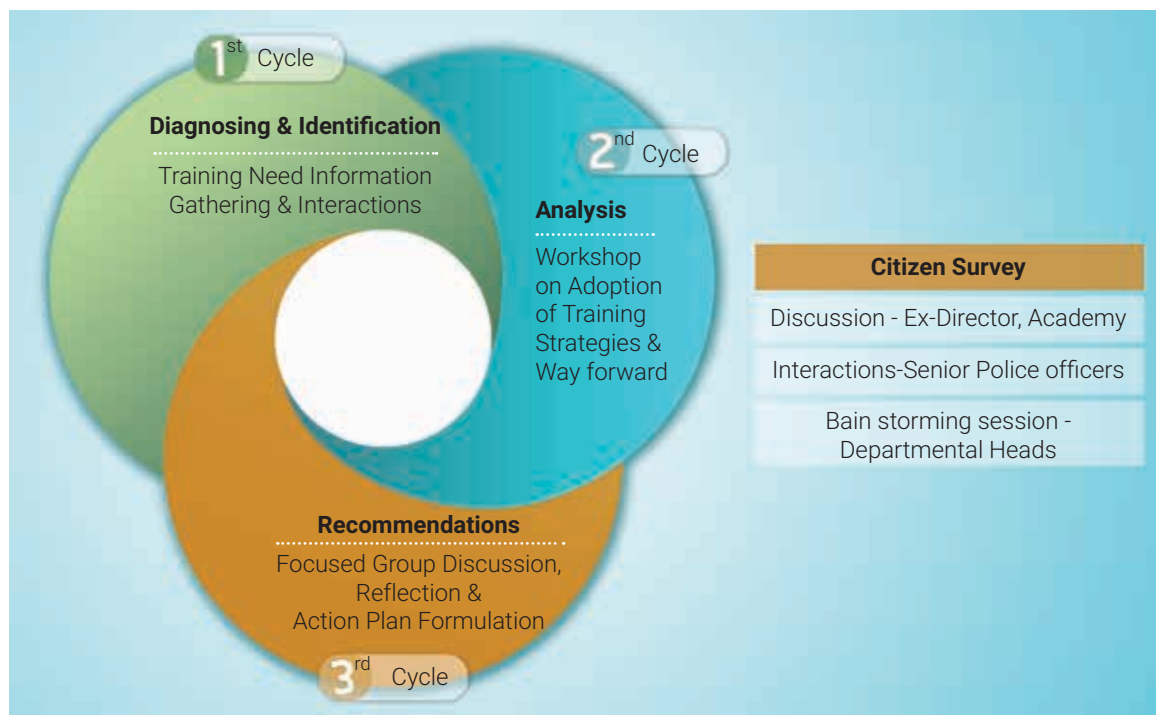 1st Cycle
Diagnosing & Identification
Training Need Information
Gathering & Interactions
2nd Cycle
Analysis
Workshop
on Adoption
of Training
Strategies &
Way forward
Recommendations
Focused Group Discussion,
Reflection &
Action Plan Formulation
3rd Cycle
Citizen Survey
Discussion - Ex-Director, Academy
Interactions-Senior Police officers
Bain storming session -
Departmental Heads